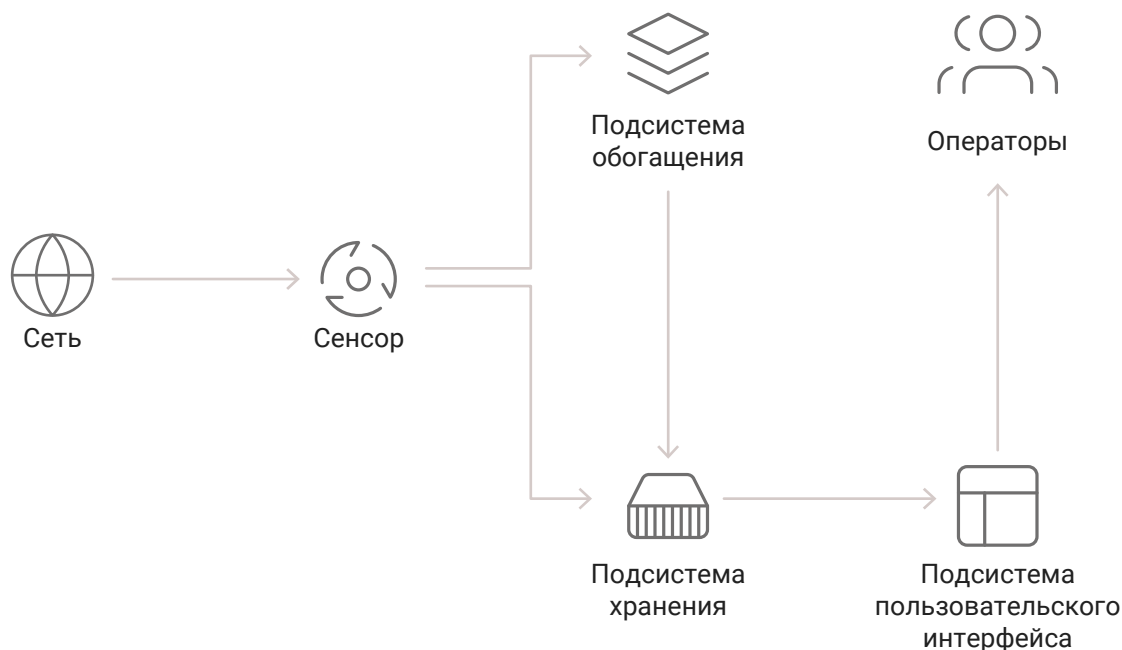 Подсистема
обогащения
Операторы
Сеть
Сенсор
Подсистема
хранения
Подсистема
пользовательского
интерфейса